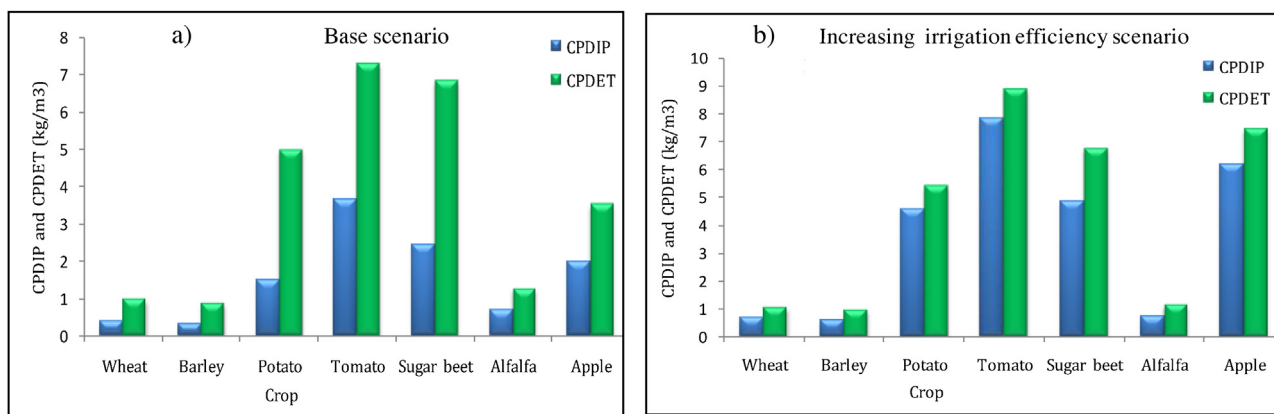 a) Base scenario
CPDIP
CPDET
CPDIP and CPDET (kg/m3)
8
7
6
5
4
3
2
1
0
Wheat Barley Potato Tomato Sugar beet Alfalfa Apple
Crop
b) Increasing irrigation efficiency scenario
CPDIP
CPDET
CPDIP and CPDET (kg/m3)
10
9
8
7
6
5
4
3
2
1
0
Wheat Barley Potato Tomato Sugar beet Alfalfa Apple
Crop